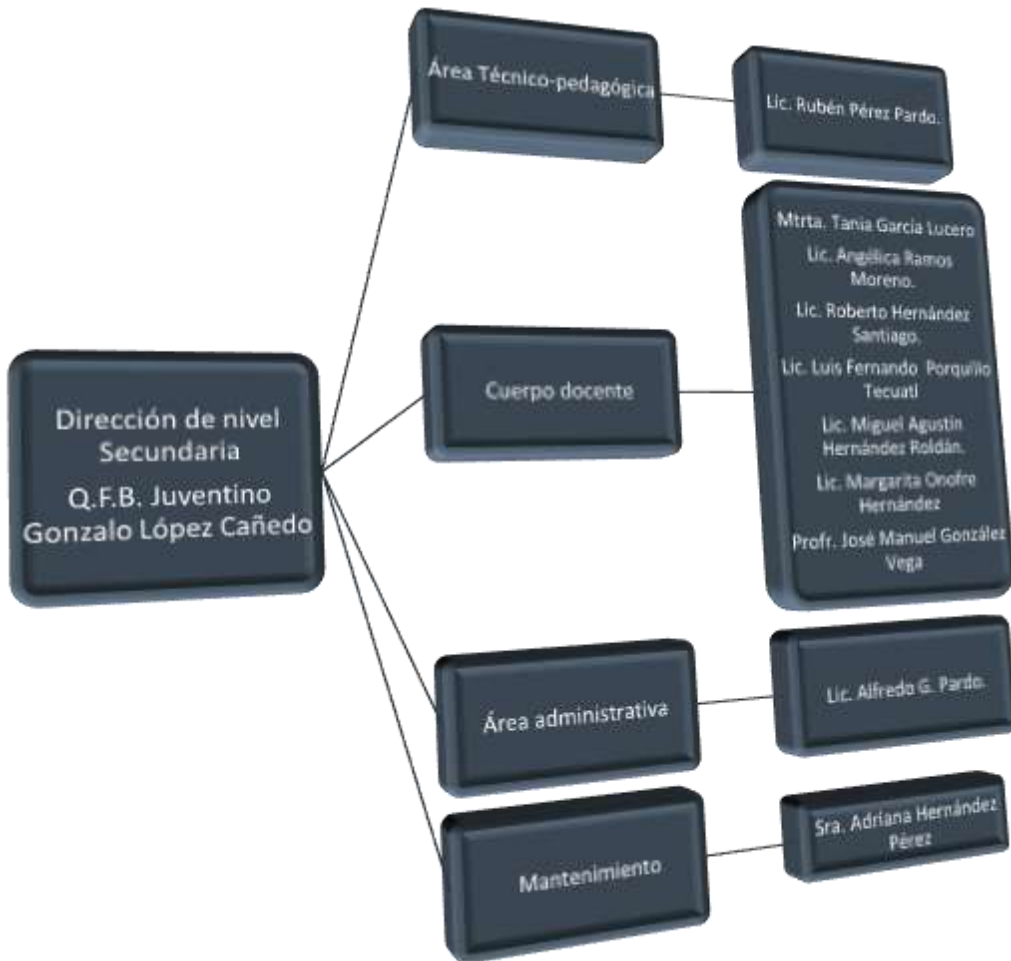 Dirección de nivel
Secundaria
Q.F.B. Juventino
Gonzalo López Cañedo
Área Técnico-pedagógica
Lic. Rubén Pérez Pardo.
Cuerpo docente
Mtrta. Tania García Lucero
Lic. Angélica Ramos
Moreno.
Lic. Roberto Hernández
Santiago.
Lic. Luis Fernando Porquillo
Tecuatl
Lic. Miguel Agustín
Hernández Roldán.
Lic. Margarita Onofre
Hernández
Profr. José Manuel González
Vega
Área administrativa
Lic. Alfredo G. Pardo.
Mantenimiento
Sra. Adriana Hernández
Pérez